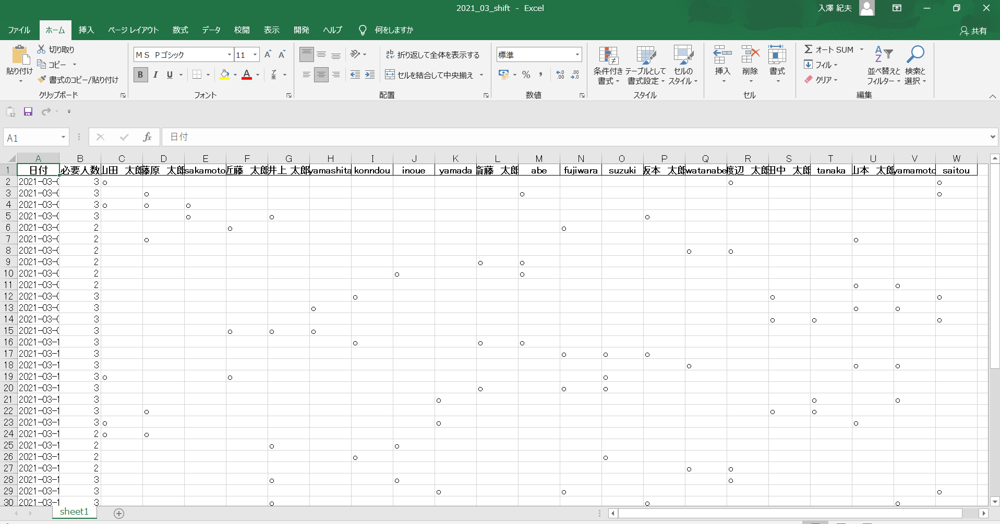 2021_03_shift - Excel
入澤 紀夫
ファイル ホーム 挿入 ページ レイアウト 数式 データ 校閲 表示 開発 ヘルプ 何をしますか 共有
貼り付け
切り取り
コピー
書式のコピー/貼り付け
クリップボード
ＭＳ Ｐゴシック 11
B I U
フォント
折り返して全体を表示する
セルを結合して中央揃え
配置
標準
数値
条件付き書式
テーブルとして書式設定
セルのスタイル
スタイル
挿入 削除 書式
セル
オート SUM
フィル
クリア
並べ替えとフィルター
検索と選択
編集
A1 fx 日付
A B C D E F G H I J K L M N O P Q R S T U V W
1 日付 必要人数 山田 太郎 藤原 太郎 sakamoto 近藤 太郎 井上 太郎 yamashita konndou inoue yamada 斎藤 太郎 abe fujiwara suzuki 坂本 太郎 watanabe 渡辺 太郎 田中 太郎 tanaka 山本 太郎 yamamoto saitou
2 2021-03-0 3 ○ ○ ○
3 2021-03-0 3 ○ ○ ○
4 2021-03-0 3 ○ ○ ○
5 2021-03-0 3 ○ ○ ○
6 2021-03-0 2 ○ ○
7 2021-03-0 2 ○ ○
8 2021-03-0 2 ○ ○
9 2021-03-0 2 ○ ○
10 2021-03-0 2 ○ ○
11 2021-03-0 2 ○ ○
12 2021-03-0 3 ○ ○ ○
13 2021-03-0 3 ○ ○ ○
14 2021-03-0 3 ○ ○ ○
15 2021-03-0 3 ○ ○ ○
16 2021-03-1 3 ○ ○ ○
17 2021-03-1 3 ○ ○ ○
18 2021-03-1 3 ○ ○ ○
19 2021-03-1 3 ○ ○ ○
20 2021-03-1 3 ○ ○ ○
21 2021-03-1 3 ○ ○ ○
22 2021-03-1 3 ○ ○ ○
23 2021-03-1 3 ○ ○ ○
24 2021-03-1 2 ○ ○
25 2021-03-1 2 ○ ○
26 2021-03-1 2 ○ ○
27 2021-03-1 2 ○ ○
28 2021-03-1 3 ○ ○ ○
29 2021-03-1 3 ○ ○ ○
30 2021-03-1 3 ○ ○ ○
sheet1